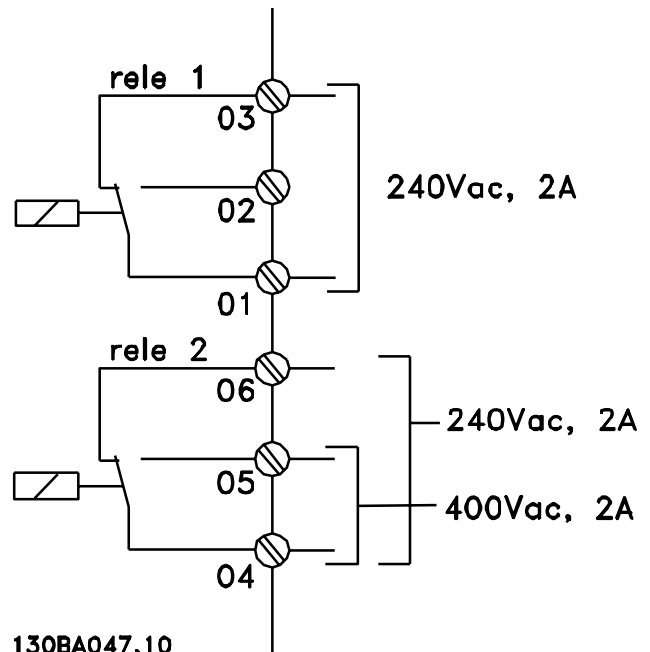 rele 1
03
02
240Vac, 2A
01
rele 2
06
240Vac, 2A
05
400Vac, 2A
04
130BA047.10